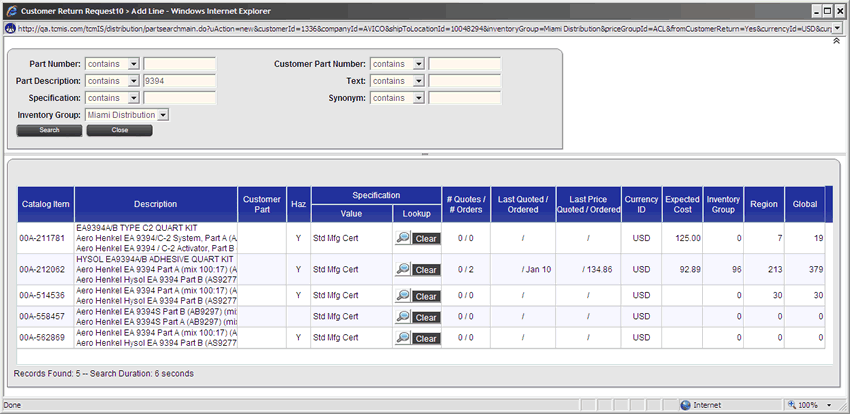 Customer Return Request10 > Add Line - Windows Internet Explorer
http://qa.tcmis.com/tcmIS/distribution/partsearchmain.do?uAction=new&customerId=1336&companyId=AVICO&shipToLocationId=10048294&inventoryGroup=Miami Distribution&priceGroupId=ACL&fromCustomerReturn=Yes&currencyId=USD&cur
Part Number: contains Customer Part Number: contains
Part Description: contains 9394 Text: contains
Specification: contains Synonym: contains
Inventory Group: Miami Distribution
Search Close
Catalog Item Description Customer Part Haz Specification Value Lookup # Quotes / # Orders Last Quoted / Ordered Last Price Quoted / Ordered Currency ID Expected Cost Inventory Group Region Global
EA9394A/B TYPE C2 QUART KIT
00A-211781 Aero Henkel EA 9394/C-2 System, Part A (A Y Std Mfg Cert Clear 0 / 0 / / USD 125.00 0 7 19
Aero Henkel EA 9394 / C-2 Activator, Part B
HYSOL EA9394A/B ADHESIVE QUART KIT
00A-212062 Aero Henkel EA 9394 Part A (mix 100:17) (A Y Std Mfg Cert Clear 0 / 2 / Jan 10 / 134.86 USD 92.89 96 213 379
Aero Henkel Hysol EA 9394 Part B (AS9277
00A-514536 Aero Henkel EA 9394 Part A (mix 100:17) (A Y Std Mfg Cert Clear 0 / 0 / / USD 0 30 30
Aero Henkel Hysol EA 9394 Part B (AS9277
00A-558457 Aero Henkel EA 9394S Part B (AB9297) (mi Std Mfg Cert Clear 0 / 0 / / USD 0 0 0
Aero Henkel EA 9394S Part A (AB9297) (mi
00A-562869 Aero Henkel EA 9394 Part A (mix 100:17) (A Y Std Mfg Cert Clear 0 / 0 / / USD 0 0 0
Aero Henkel Hysol EA 9394 Part B (AS9277
Records Found: 5 -- Search Duration: 6 seconds
Done Internet 100%